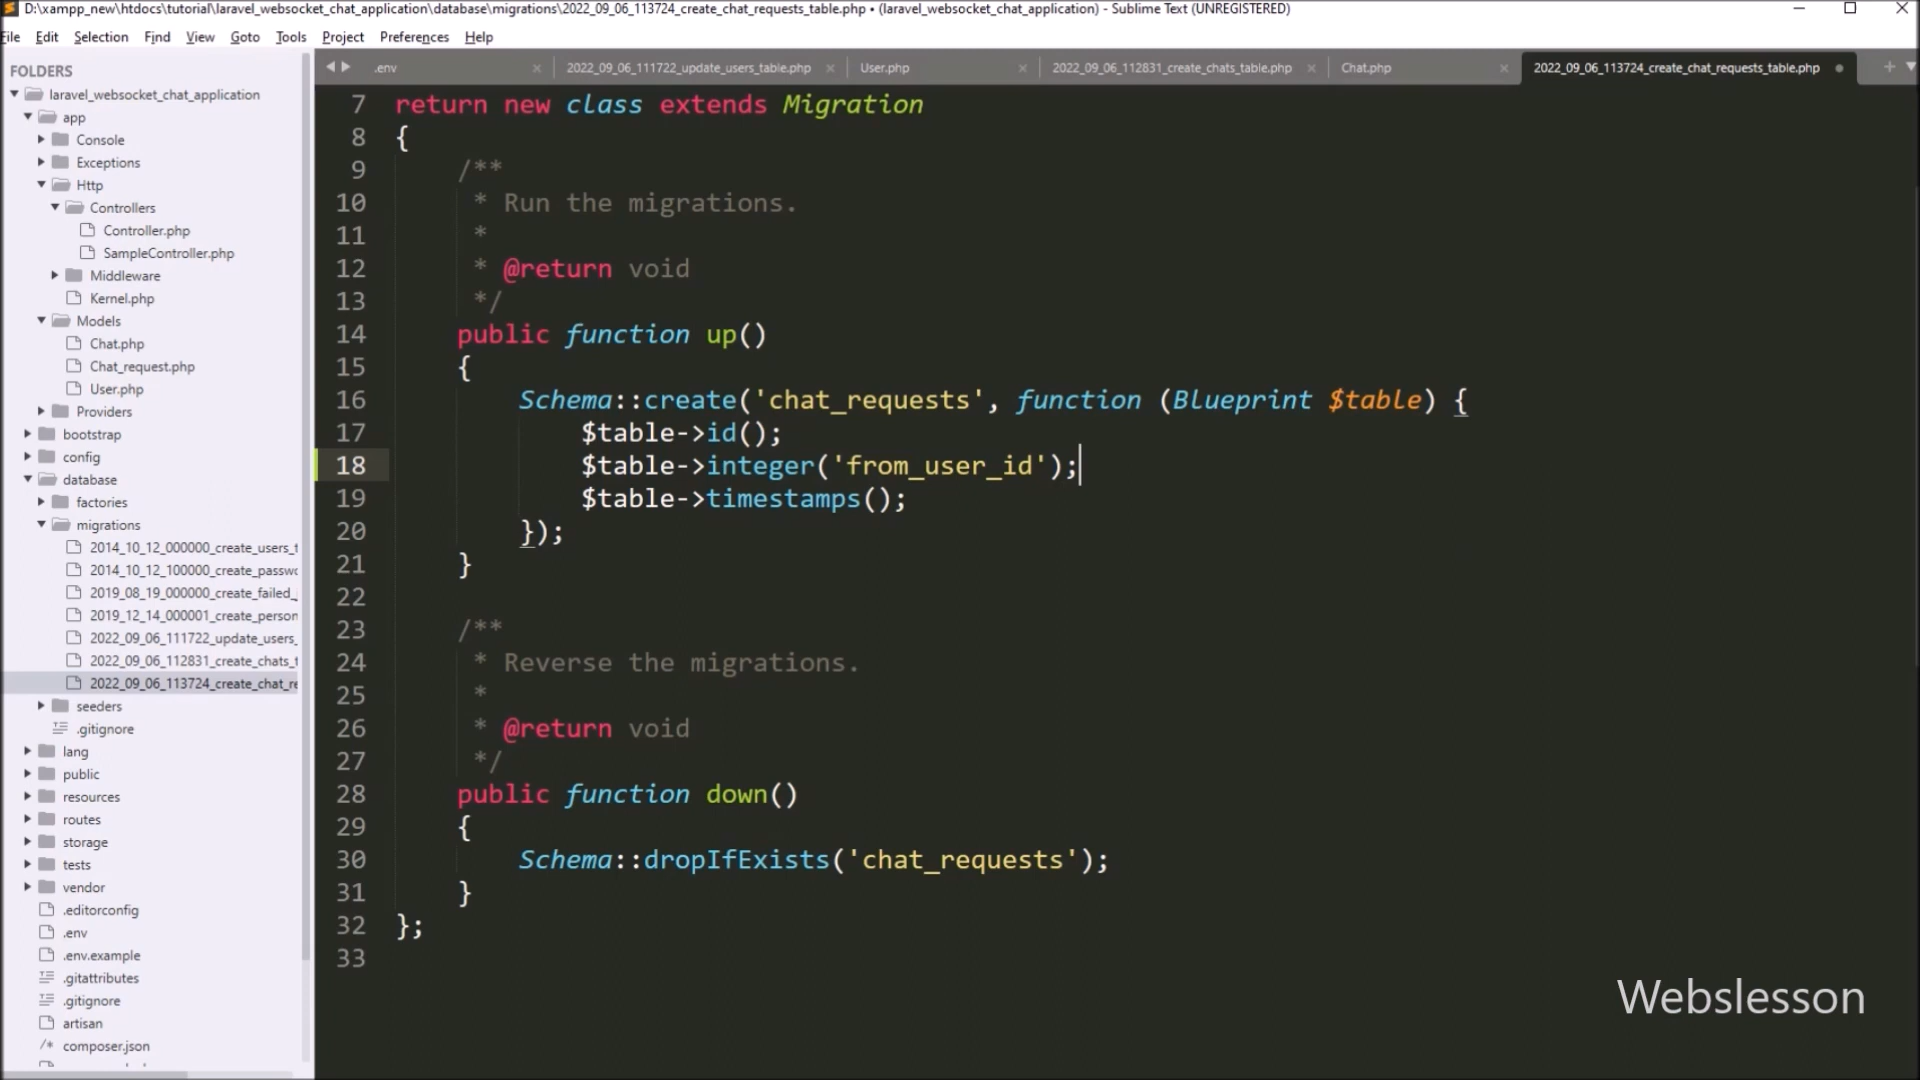 D:\xampp_new\htdocs\tutorial\laravel_websocket_chat_application\database\migrations\2022_09_06_113724_create_chat_requests_table.php • (laravel_websocket_chat_application) - Sublime Text (UNREGISTERED)
File Edit Selection Find View Goto Tools Project Preferences Help
FOLDERS
laravel_websocket_chat_application
app
Console
Exceptions
Http
Controllers
Controller.php
SampleController.php
Middleware
Kernel.php
Models
Chat.php
Chat_request.php
User.php
Providers
bootstrap
config
database
factories
migrations
2014_10_12_000000_create_users_t
2014_10_12_100000_create_passwo
2019_08_19_000000_create_failed_
2019_12_14_000001_create_person
2022_09_06_111722_update_users_
2022_09_06_112831_create_chats_t
2022_09_06_113724_create_chat_re
seeders
.gitignore
lang
public
resources
routes
storage
tests
vendor
.editorconfig
.env
.env.example
.gitattributes
.gitignore
artisan
composer.json
.env 2022_09_06_111722_update_users_table.php User.php 2022_09_06_112831_create_chats_table.php Chat.php 2022_09_06_113724_create_chat_requests_table.php
7 return new class extends Migration
8 {
9 /**
10 * Run the migrations.
11 *
12 * @return void
13 */
14 public function up()
15 {
16 Schema::create('chat_requests', function (Blueprint $table) {
17 $table->id();
18 $table->integer('from_user_id');
19 $table->timestamps();
20 });
21 }
22
23 /**
24 * Reverse the migrations.
25 *
26 * @return void
27 */
28 public function down()
29 {
30 Schema::dropIfExists('chat_requests');
31 }
32 };
33
Webslesson